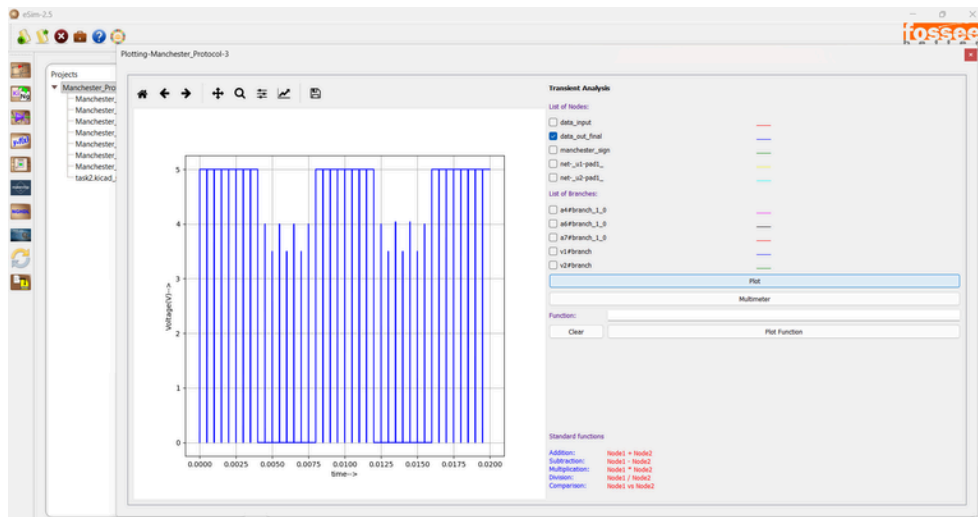 eSim-2.5
fossee
Plotting-Manchester_Protocol-3
Projects
Manchester_Pro
Manchester_
Manchester_
Manchester_
Manchester_
Manchester_
Manchester_
Manchester_
task2.kicad_
Transient Analysis
List of Nodes:
data_input
data_out_final
manchester_sign
net-_u1-pad1_
net-_u2-pad1_
List of Branches:
a4#branch_1_0
a6#branch_1_0
a7#branch_1_0
v1#branch
v2#branch
Plot
Multimeter
Function:
Clear
Plot Function
Standard functions
Addition: Node1 + Node2
Subtraction: Node1 - Node2
Multiplication: Node1 * Node2
Division: Node1 / Node2
Comparison: Node1 vs Node2
Voltage(V)-->
5
4
3
2
1
0
0.0000 0.0025 0.0050 0.0075 0.0100 0.0125 0.0150 0.0175 0.0200
time-->